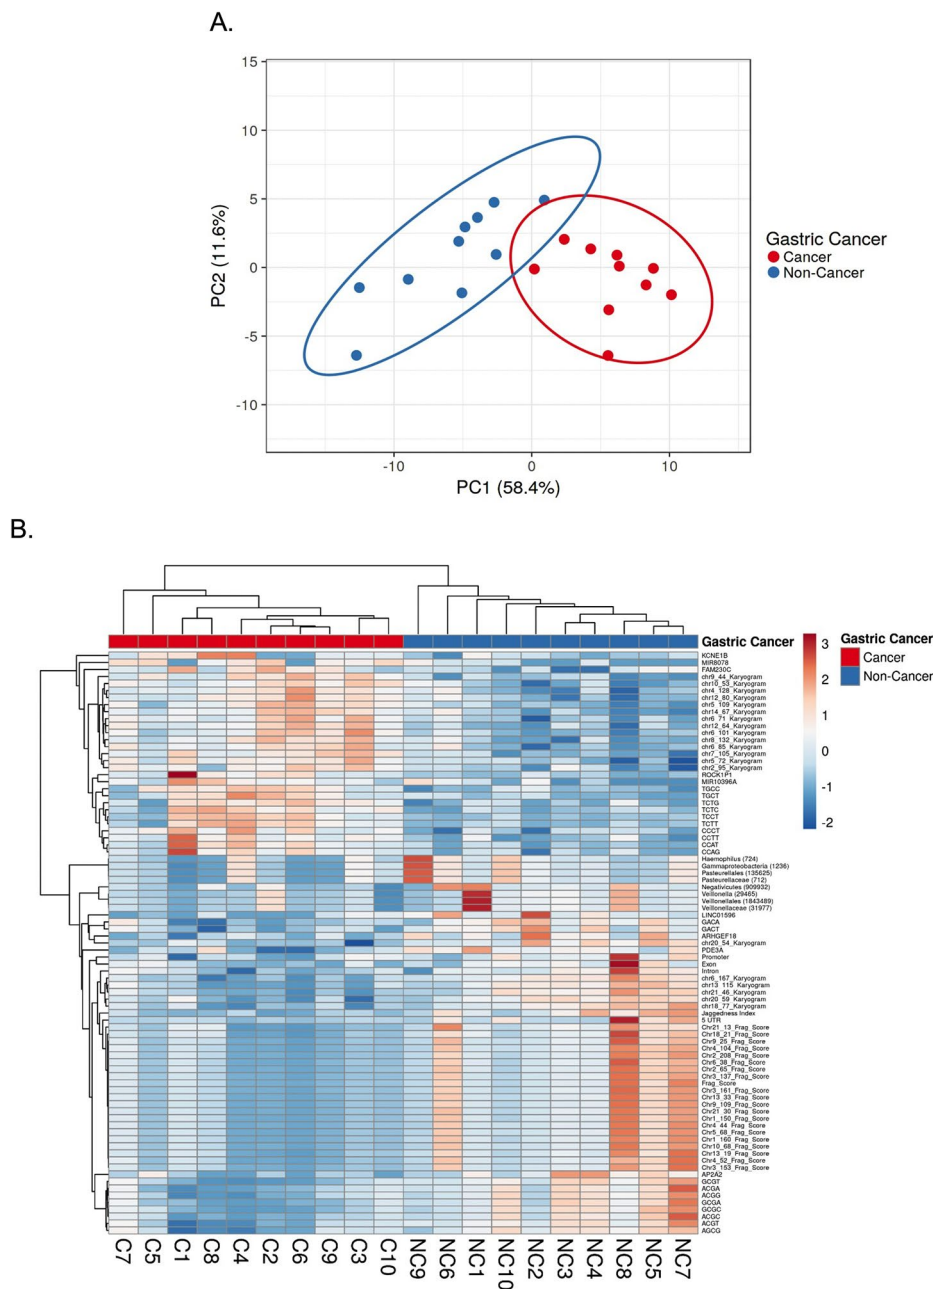 A.
15
10
5
0
-5
-10
PC2 (11.6%)
-10
0
10
PC1 (58.4%)
Gastric Cancer
Cancer
Non-Cancer
B.
Gastric Cancer
KCNE1B
MIR8078
FAM230C
chr9_44_Karyogram
chr10_53_Karyogram
chr4_128_Karyogram
chr12_80_Karyogram
chr5_109_Karyogram
chr14_67_Karyogram
chr6_71_Karyogram
chr12_64_Karyogram
chr6_101_Karyogram
chr8_132_Karyogram
chr6_85_Karyogram
chr7_105_Karyogram
chr5_72_Karyogram
chr2_95_Karyogram
ROCK1P1
MIR10396A
TGCC
TGCT
TCTG
TCTC
TCCT
TCTT
CCCT
CCTT
CCAT
CCAG
Haemophilus (724)
Gammaproteobacteria (1236)
Pasteurellales (135625)
Pasteurellaceae (712)
Negativicutes (909932)
Veillonella (29465)
Veillonellales (1843489)
Veillonellaceae (31977)
LINC01596
GACA
GACT
ARHGEF18
chr20_54_Karyogram
PDE3A
Promoter
Exon
Intron
chr6_167_Karyogram
chr13_115_Karyogram
chr21_46_Karyogram
chr20_59_Karyogram
chr18_77_Karyogram
Jaggedness Index
5 UTR
Chr21_13_Frag_Score
Chr18_21_Frag_Score
Chr9_25_Frag_Score
Chr4_104_Frag_Score
Chr2_208_Frag_Score
Chr6_38_Frag_Score
Chr2_65_Frag_Score
Chr3_137_Frag_Score
Frag_Score
Chr3_161_Frag_Score
Chr13_33_Frag_Score
Chr9_109_Frag_Score
Chr21_30_Frag_Score
Chr1_150_Frag_Score
Chr4_44_Frag_Score
Chr5_68_Frag_Score
Chr1_160_Frag_Score
Chr10_68_Frag_Score
Chr13_19_Frag_Score
Chr4_52_Frag_Score
Chr3_153_Frag_Score
AP2A2
GCGT
ACGA
ACGG
GCGA
GCGC
ACGC
ACGT
AGCG
C7
C5
C1
C8
C4
C2
C6
C9
C3
C10
NC9
NC6
NC1
NC10
NC2
NC3
NC4
NC8
NC5
NC7
3
2
1
0
-1
-2
Gastric Cancer
Cancer
Non-Cancer